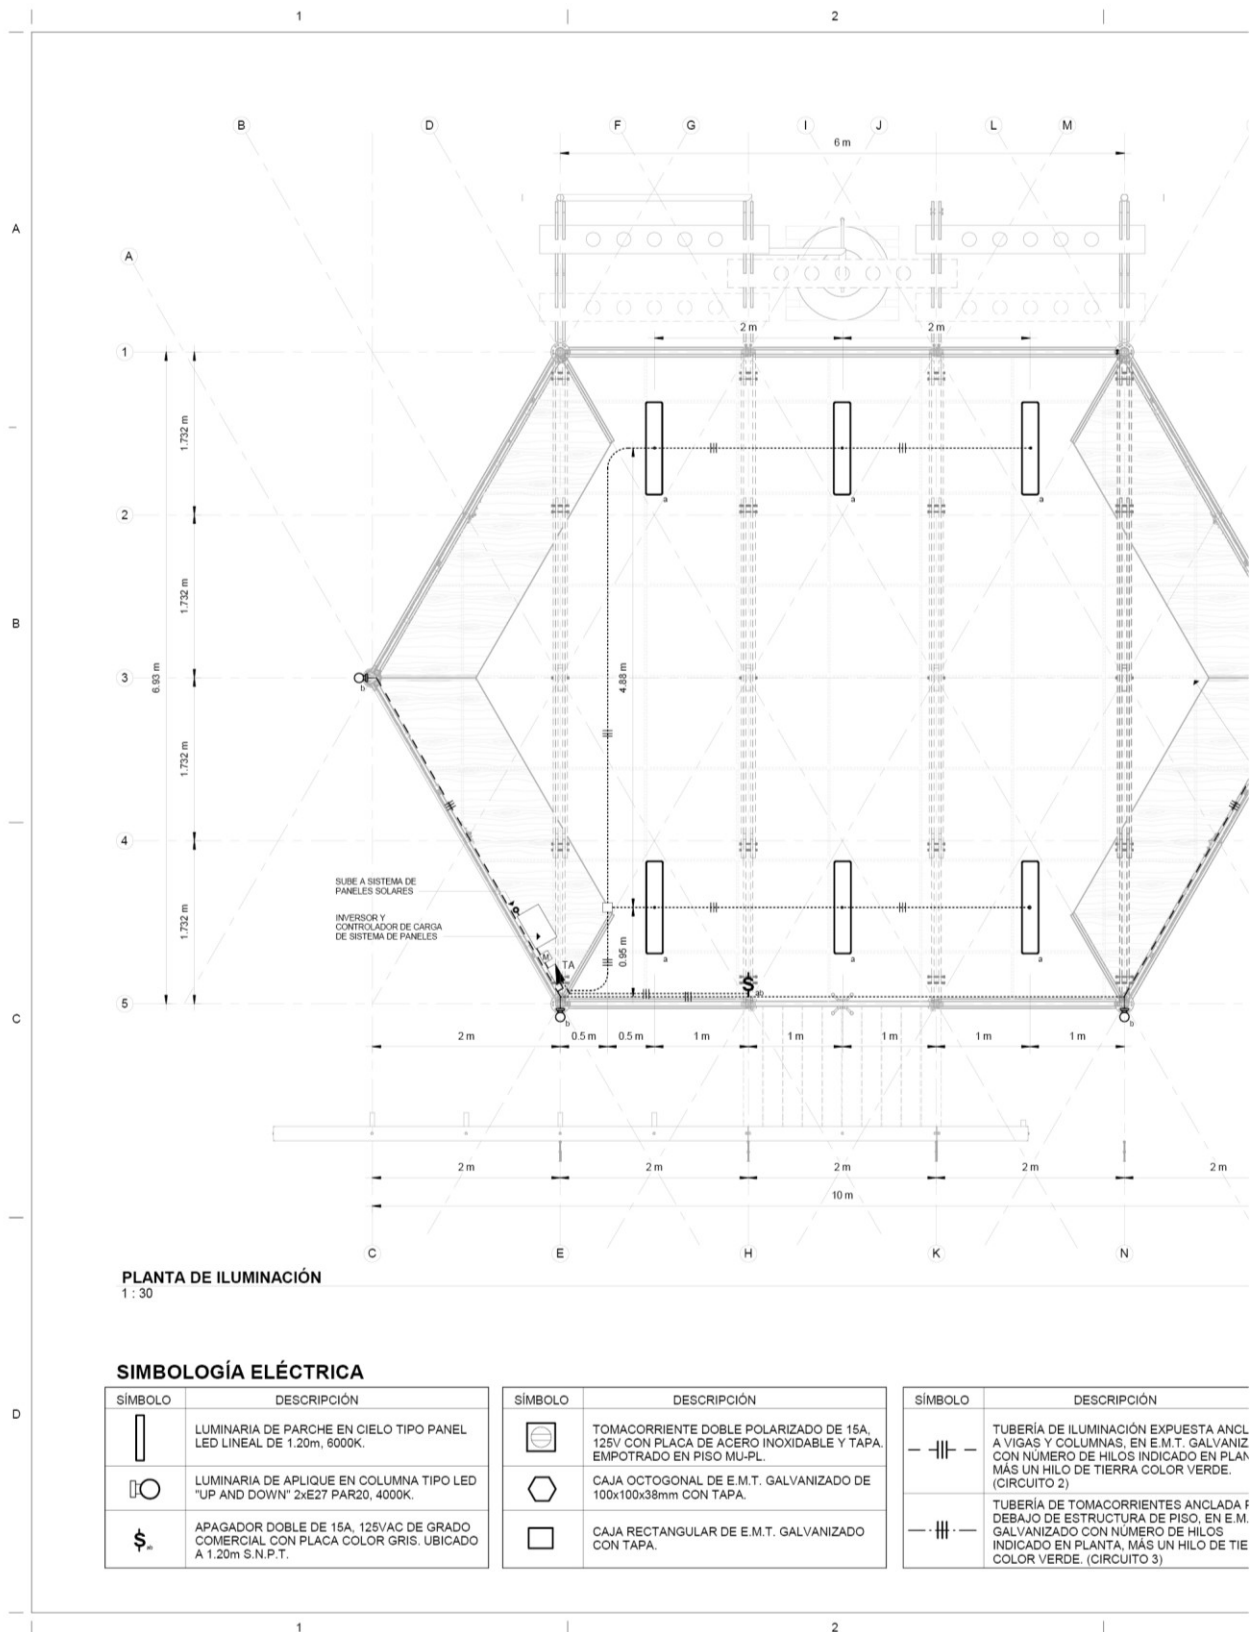 1
2
B
D
F
G
I
J
L
M
6 m
A
A
2 m
2 m
1
1.732 m
a
a
a
2
B
1.732 m
6.93 m
4.88 m
3
b
1.732 m
4
SUBE A SISTEMA DE
PANELES SOLARES
INVERSOR Y
CONTROLADOR DE CARGA
DE SISTEMA DE PANELES
1.732 m
0.95 m
a
a
a
M
TA
$ ab
5
C
b
b
2 m
0.5 m
0.5 m
1 m
1 m
1 m
1 m
1 m
2 m
2 m
2 m
2 m
2 m
10 m
C
E
H
K
N
PLANTA DE ILUMINACIÓN
1 : 30
SIMBOLOGÍA ELÉCTRICA
D
SÍMBOLO
DESCRIPCIÓN
LUMINARIA DE PARCHE EN CIELO TIPO PANEL
LED LINEAL DE 1.20m, 6000K.
LUMINARIA DE APLIQUE EN COLUMNA TIPO LED
"UP AND DOWN" 2xE27 PAR20, 4000K.
$ ab
APAGADOR DOBLE DE 15A, 125VAC DE GRADO
COMERCIAL CON PLACA COLOR GRIS. UBICADO
A 1.20m S.N.P.T.
SÍMBOLO
DESCRIPCIÓN
TOMACORRIENTE DOBLE POLARIZADO DE 15A,
125V CON PLACA DE ACERO INOXIDABLE Y TAPA.
EMPOTRADO EN PISO MU-PL.
CAJA OCTOGONAL DE E.M.T. GALVANIZADO DE
100x100x38mm CON TAPA.
CAJA RECTANGULAR DE E.M.T. GALVANIZADO
CON TAPA.
SÍMBOLO
DESCRIPCIÓN
TUBERÍA DE ILUMINACIÓN EXPUESTA ANCL
A VIGAS Y COLUMNAS, EN E.M.T. GALVANIZ
CON NÚMERO DE HILOS INDICADO EN PLAN
MÁS UN HILO DE TIERRA COLOR VERDE.
(CIRCUITO 2)
TUBERÍA DE TOMACORRIENTES ANCLADA P
DEBAJO DE ESTRUCTURA DE PISO, EN E.M.
GALVANIZADO CON NÚMERO DE HILOS
INDICADO EN PLANTA, MÁS UN HILO DE TIE
COLOR VERDE. (CIRCUITO 3)
1
2